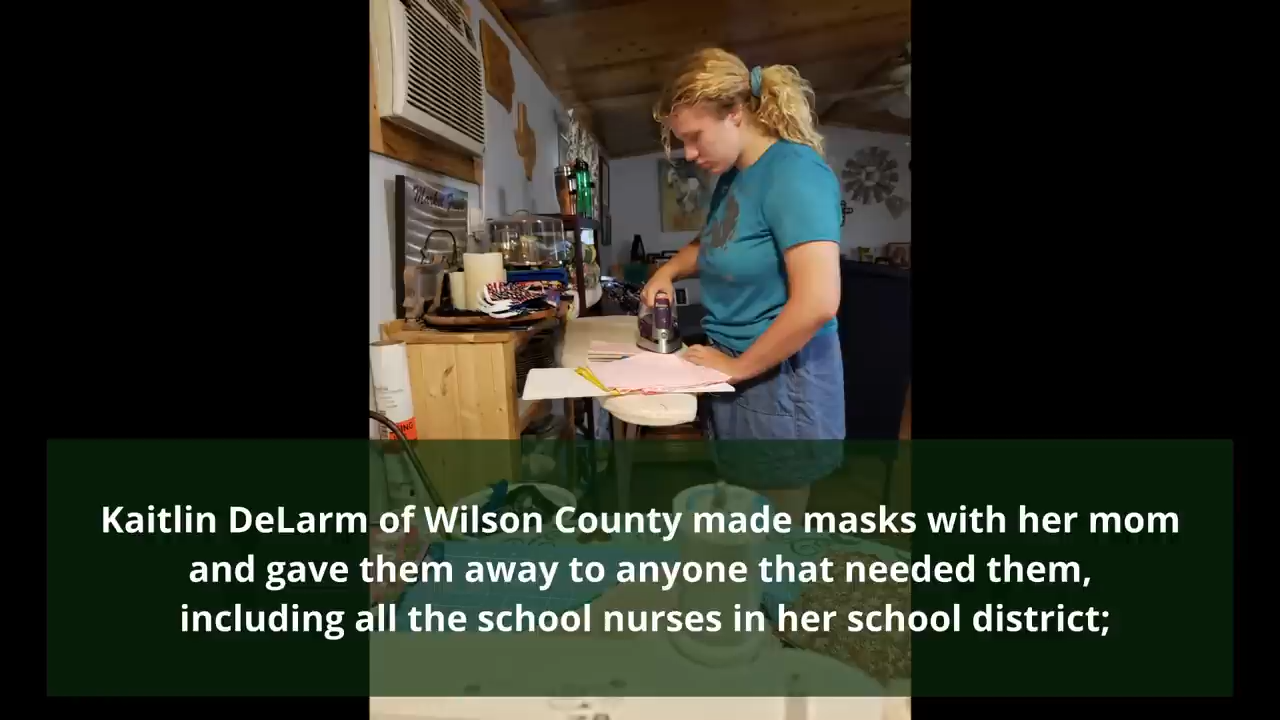 Kaitlin DeLarm of Wilson County made masks with her mom
and gave them away to anyone that needed them,
including all the school nurses in her school district;